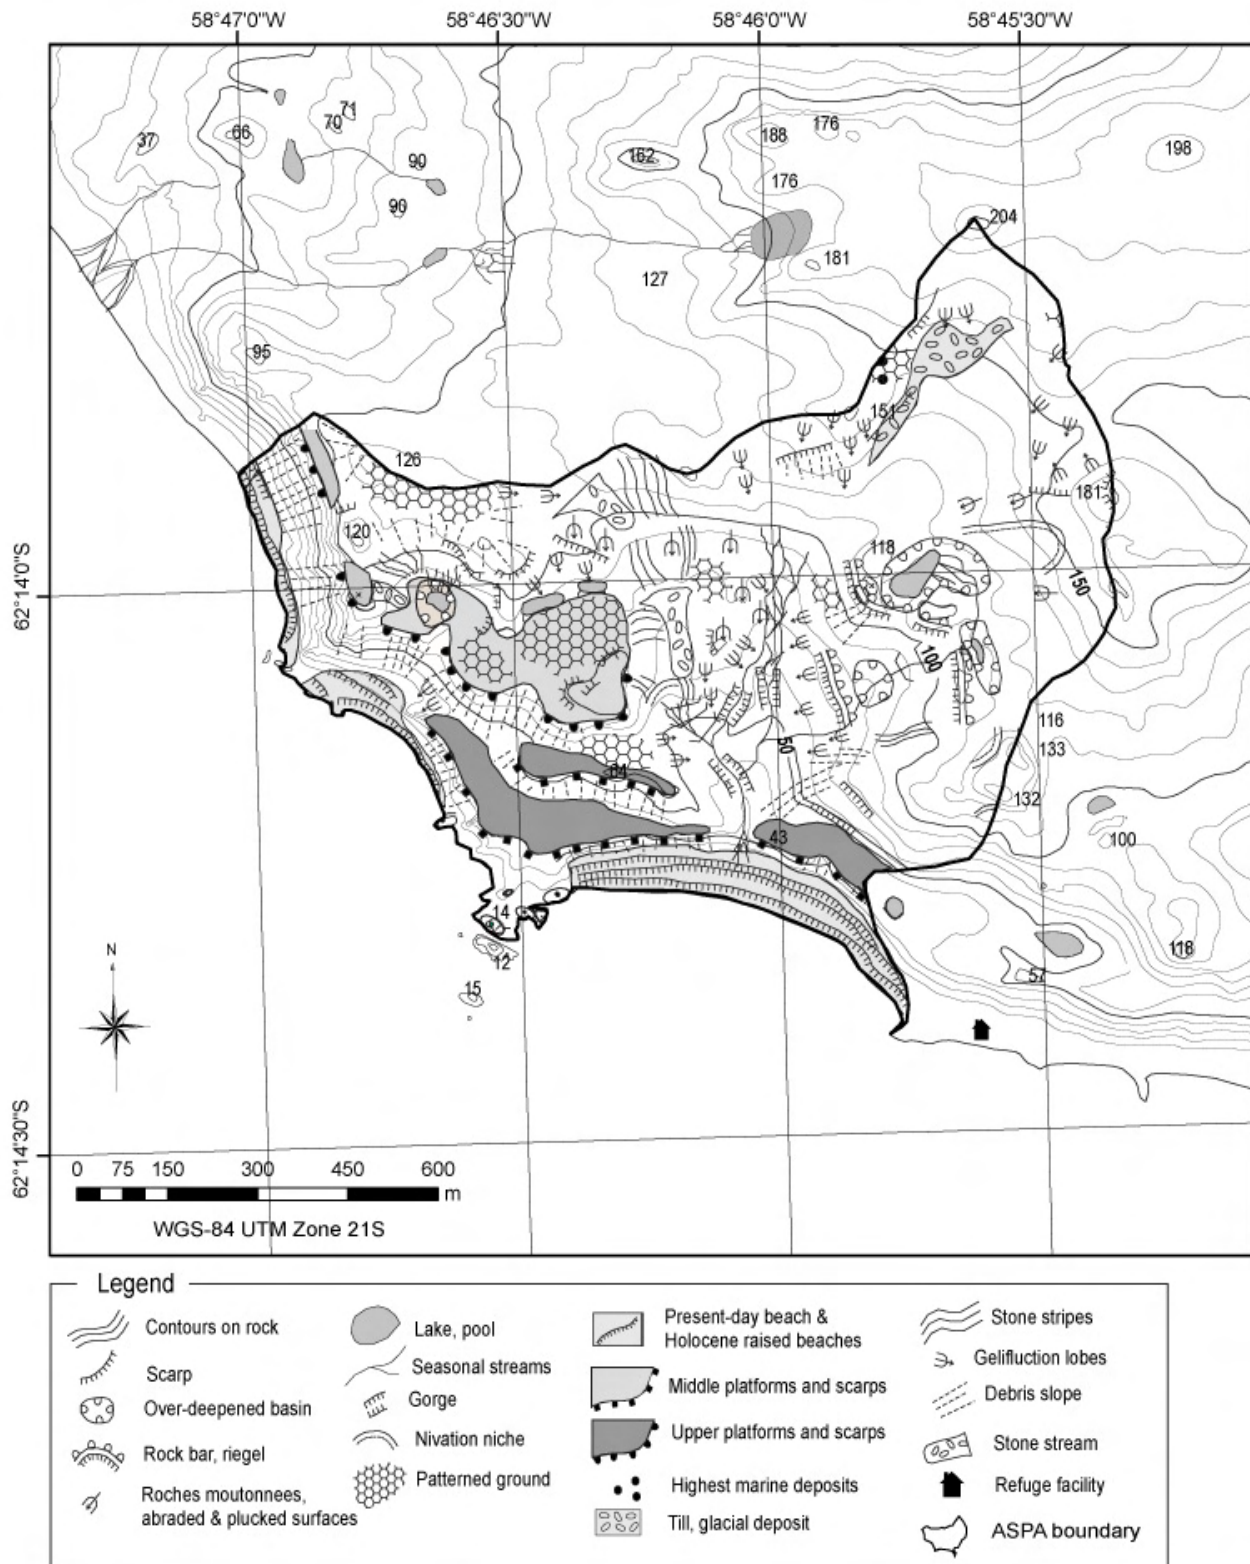 58°47'0"W 58°46'30"W 58°46'0"W 58°45'30"W
71
70
66
37
90
90
162
188
176
176
198
204
181
127
95
151
126
181
120
118
62°14'0"S
150
100
116
50
133
64
132
43
100
14
12
118
57
15
N
62°14'30"S
0 75 150 300 450 600
m
WGS-84 UTM Zone 21S
Legend
Contours on rock
Scarp
Over-deepened basin
Rock bar, riegel
Roches moutonnees,
abraded & plucked surfaces
Lake, pool
Seasonal streams
Gorge
Nivation niche
Patterned ground
Present-day beach &
Holocene raised beaches
Middle platforms and scarps
Upper platforms and scarps
Highest marine deposits
Till, glacial deposit
Stone stripes
Gelifluction lobes
Debris slope
Stone stream
Refuge facility
ASPA boundary